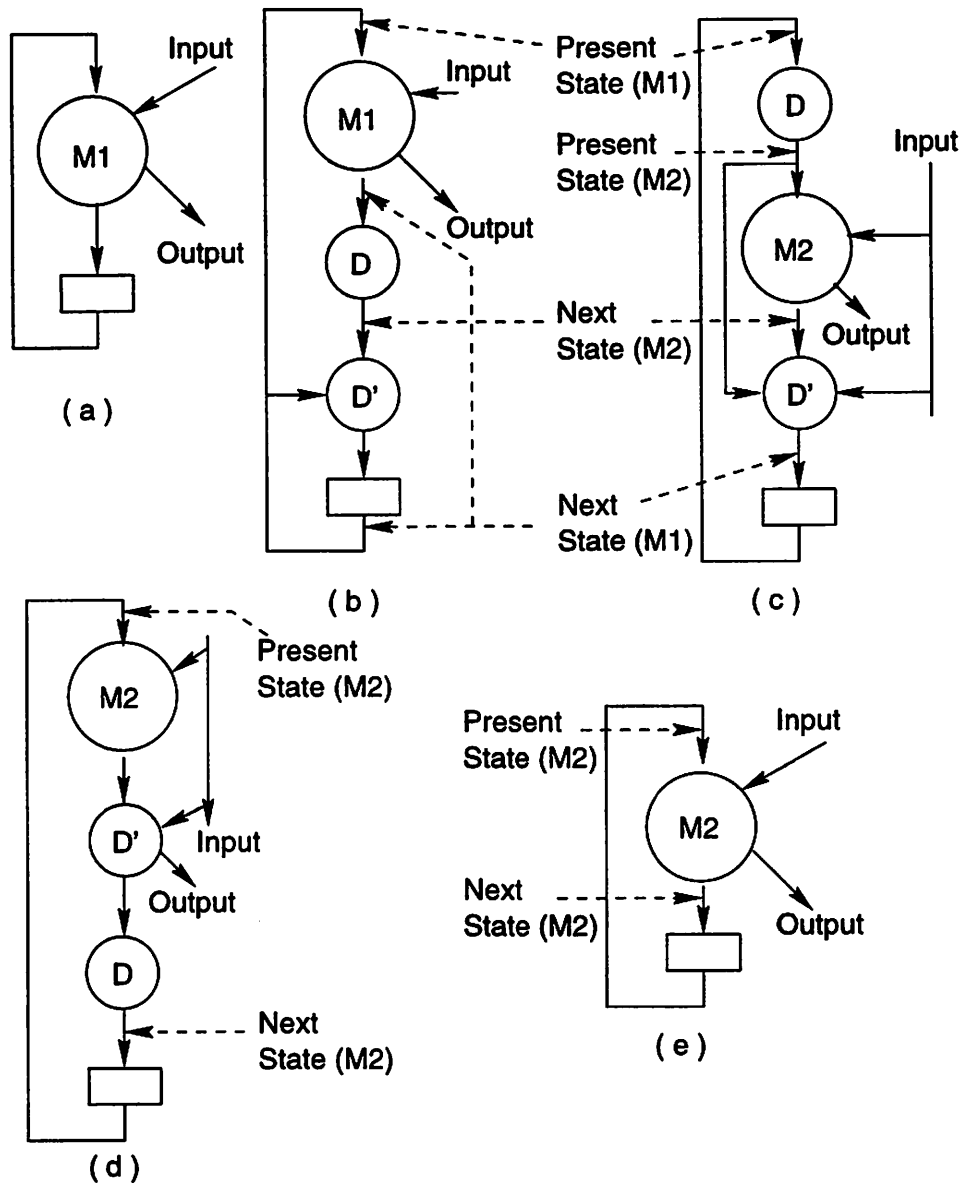 Input
M1
Output
( a )
Input
M1
Output
D
D'
( b )
Present
State (M1)
Present
State (M2)
Next
State (M2)
Next
State (M1)
D
Input
M2
Output
D'
( c )
Present
State (M2)
M2
D'
Input
Output
D
Next
State (M2)
( d )
Present
State (M2)
Input
M2
Next
State (M2)
Output
( e )